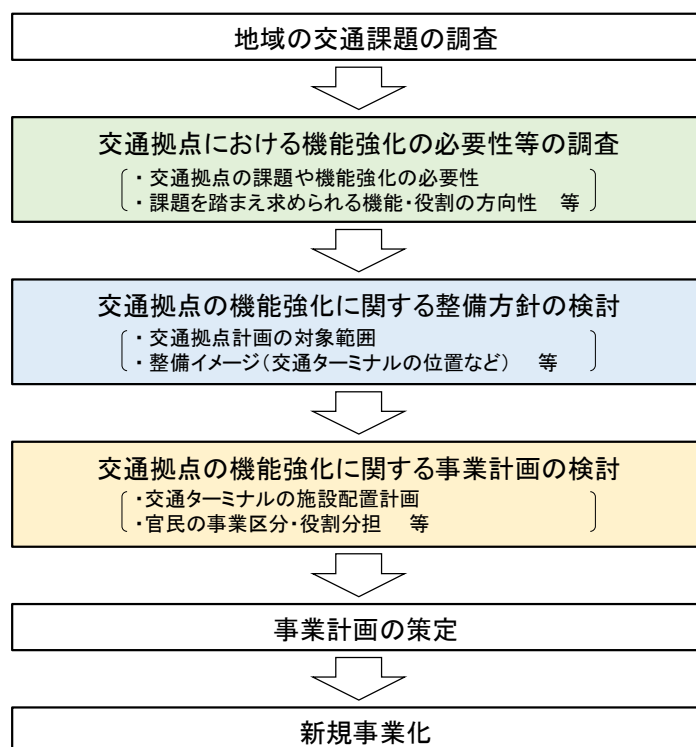 地域の交通課題の調査
交通拠点における機能強化の必要性等の調査
・交通拠点の課題や機能強化の必要性
・課題を踏まえ求められる機能・役割の方向性　等
交通拠点の機能強化に関する整備方針の検討
・交通拠点計画の対象範囲
・整備イメージ（交通ターミナルの位置など）　等
交通拠点の機能強化に関する事業計画の検討
・交通ターミナルの施設配置計画
・官民の事業区分・役割分担　等
事業計画の策定
新規事業化